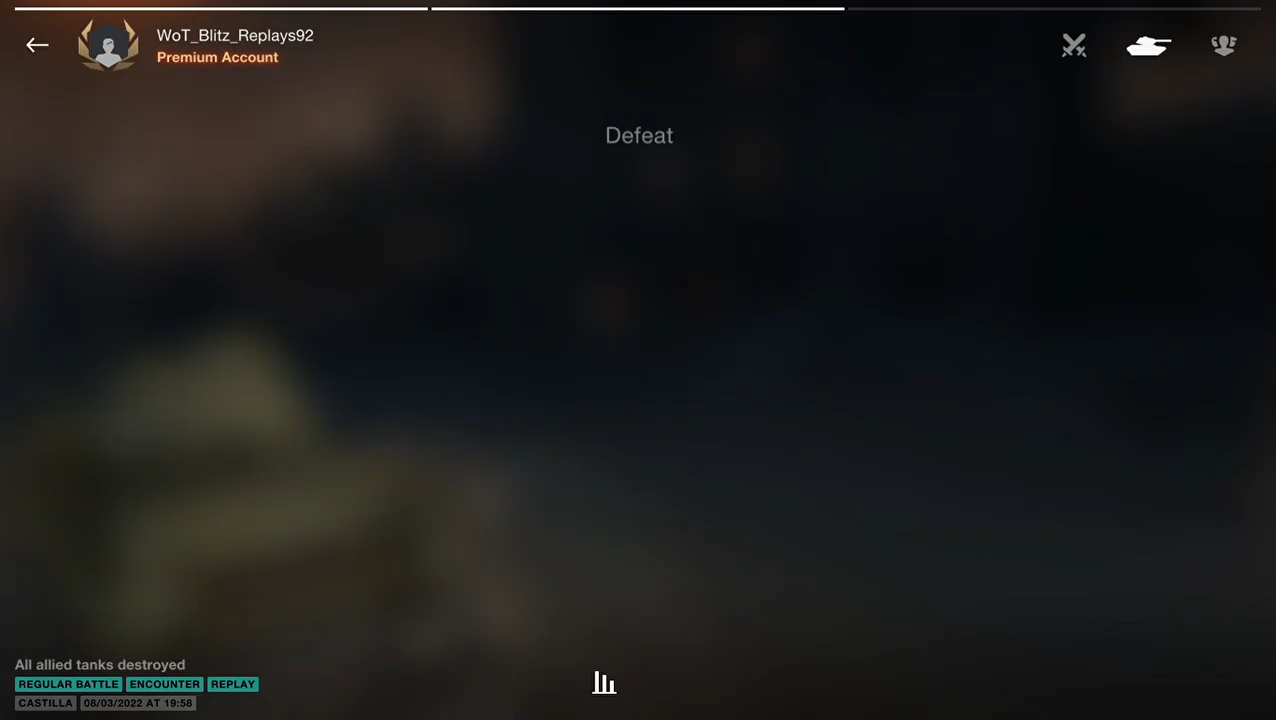 WoT_Blitz_Replays92
Premium Account
Defeat
All allied tanks destroyed
REGULAR BATTLE ENCOUNTER REPLAY
CASTILLA 08/03/2022 AT 19:58